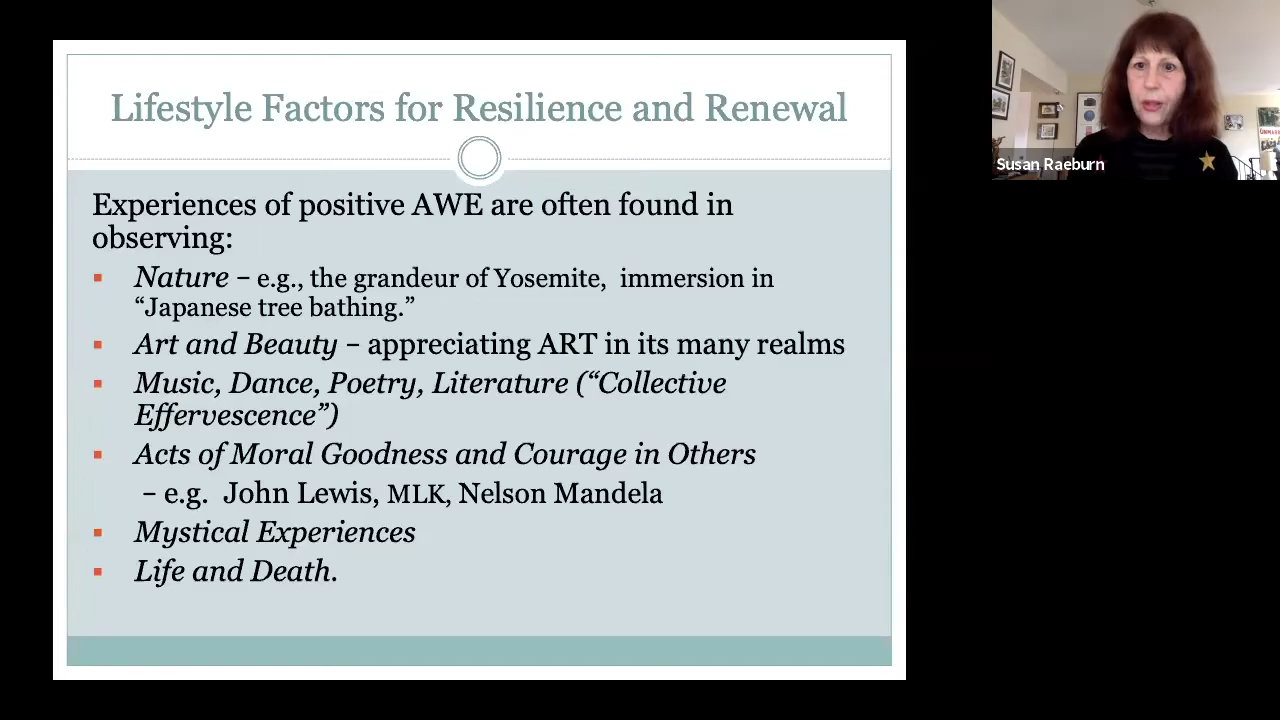 Lifestyle Factors for Resilience and Renewal
Experiences of positive AWE are often found in
observing:
▪ Nature – e.g., the grandeur of Yosemite,  immersion in
“Japanese tree bathing.”
▪ Art and Beauty – appreciating ART in its many realms
▪ Music, Dance, Poetry, Literature (“Collective
Effervescence”)
▪ Acts of Moral Goodness and Courage in Others
– e.g.  John Lewis, MLK, Nelson Mandela
▪ Mystical Experiences
▪ Life and Death.
Susan Raeburn